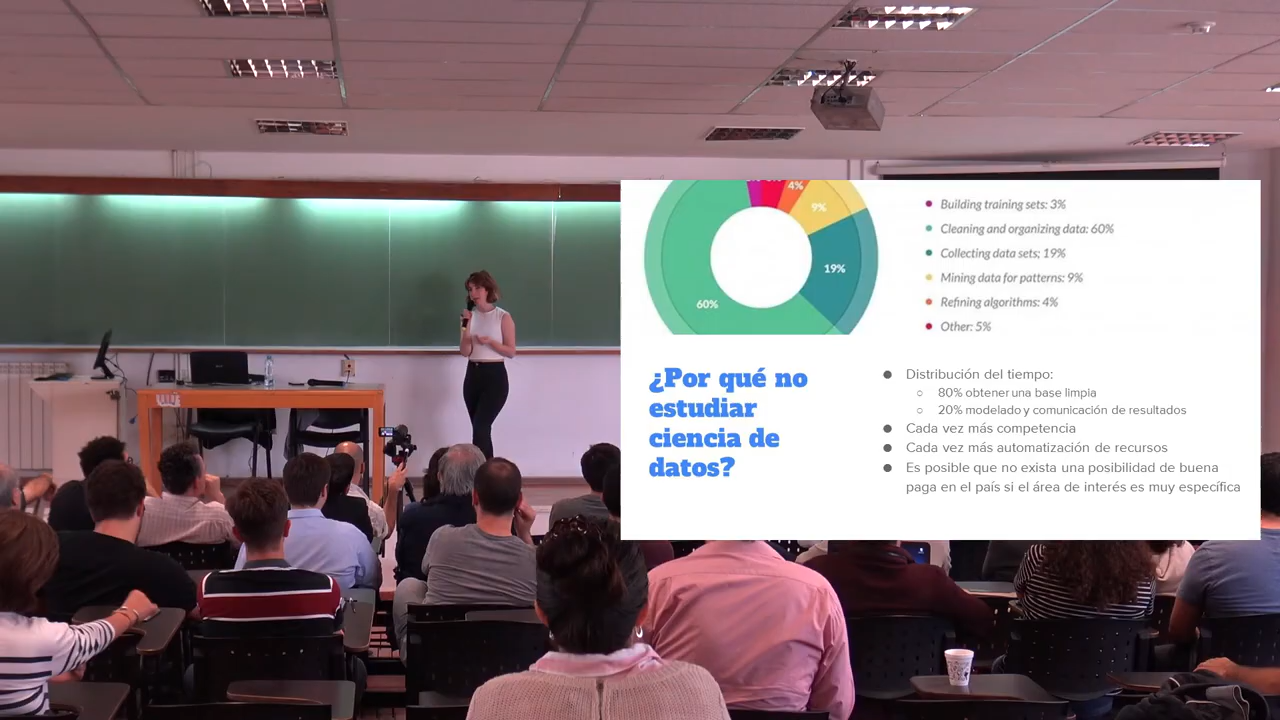 4%
9%
19%
60%
Building training sets: 3%
Cleaning and organizing data: 60%
Collecting data sets; 19%
Mining data for patterns: 9%
Refining algorithms: 4%
Other: 5%
¿Por qué no
estudiar
ciencia de
datos?
Distribución del tiempo:
80% obtener una base limpia
20% modelado y comunicación de resultados
Cada vez más competencia
Cada vez más automatización de recursos
Es posible que no exista una posibilidad de buena
paga en el país si el área de interés es muy específica